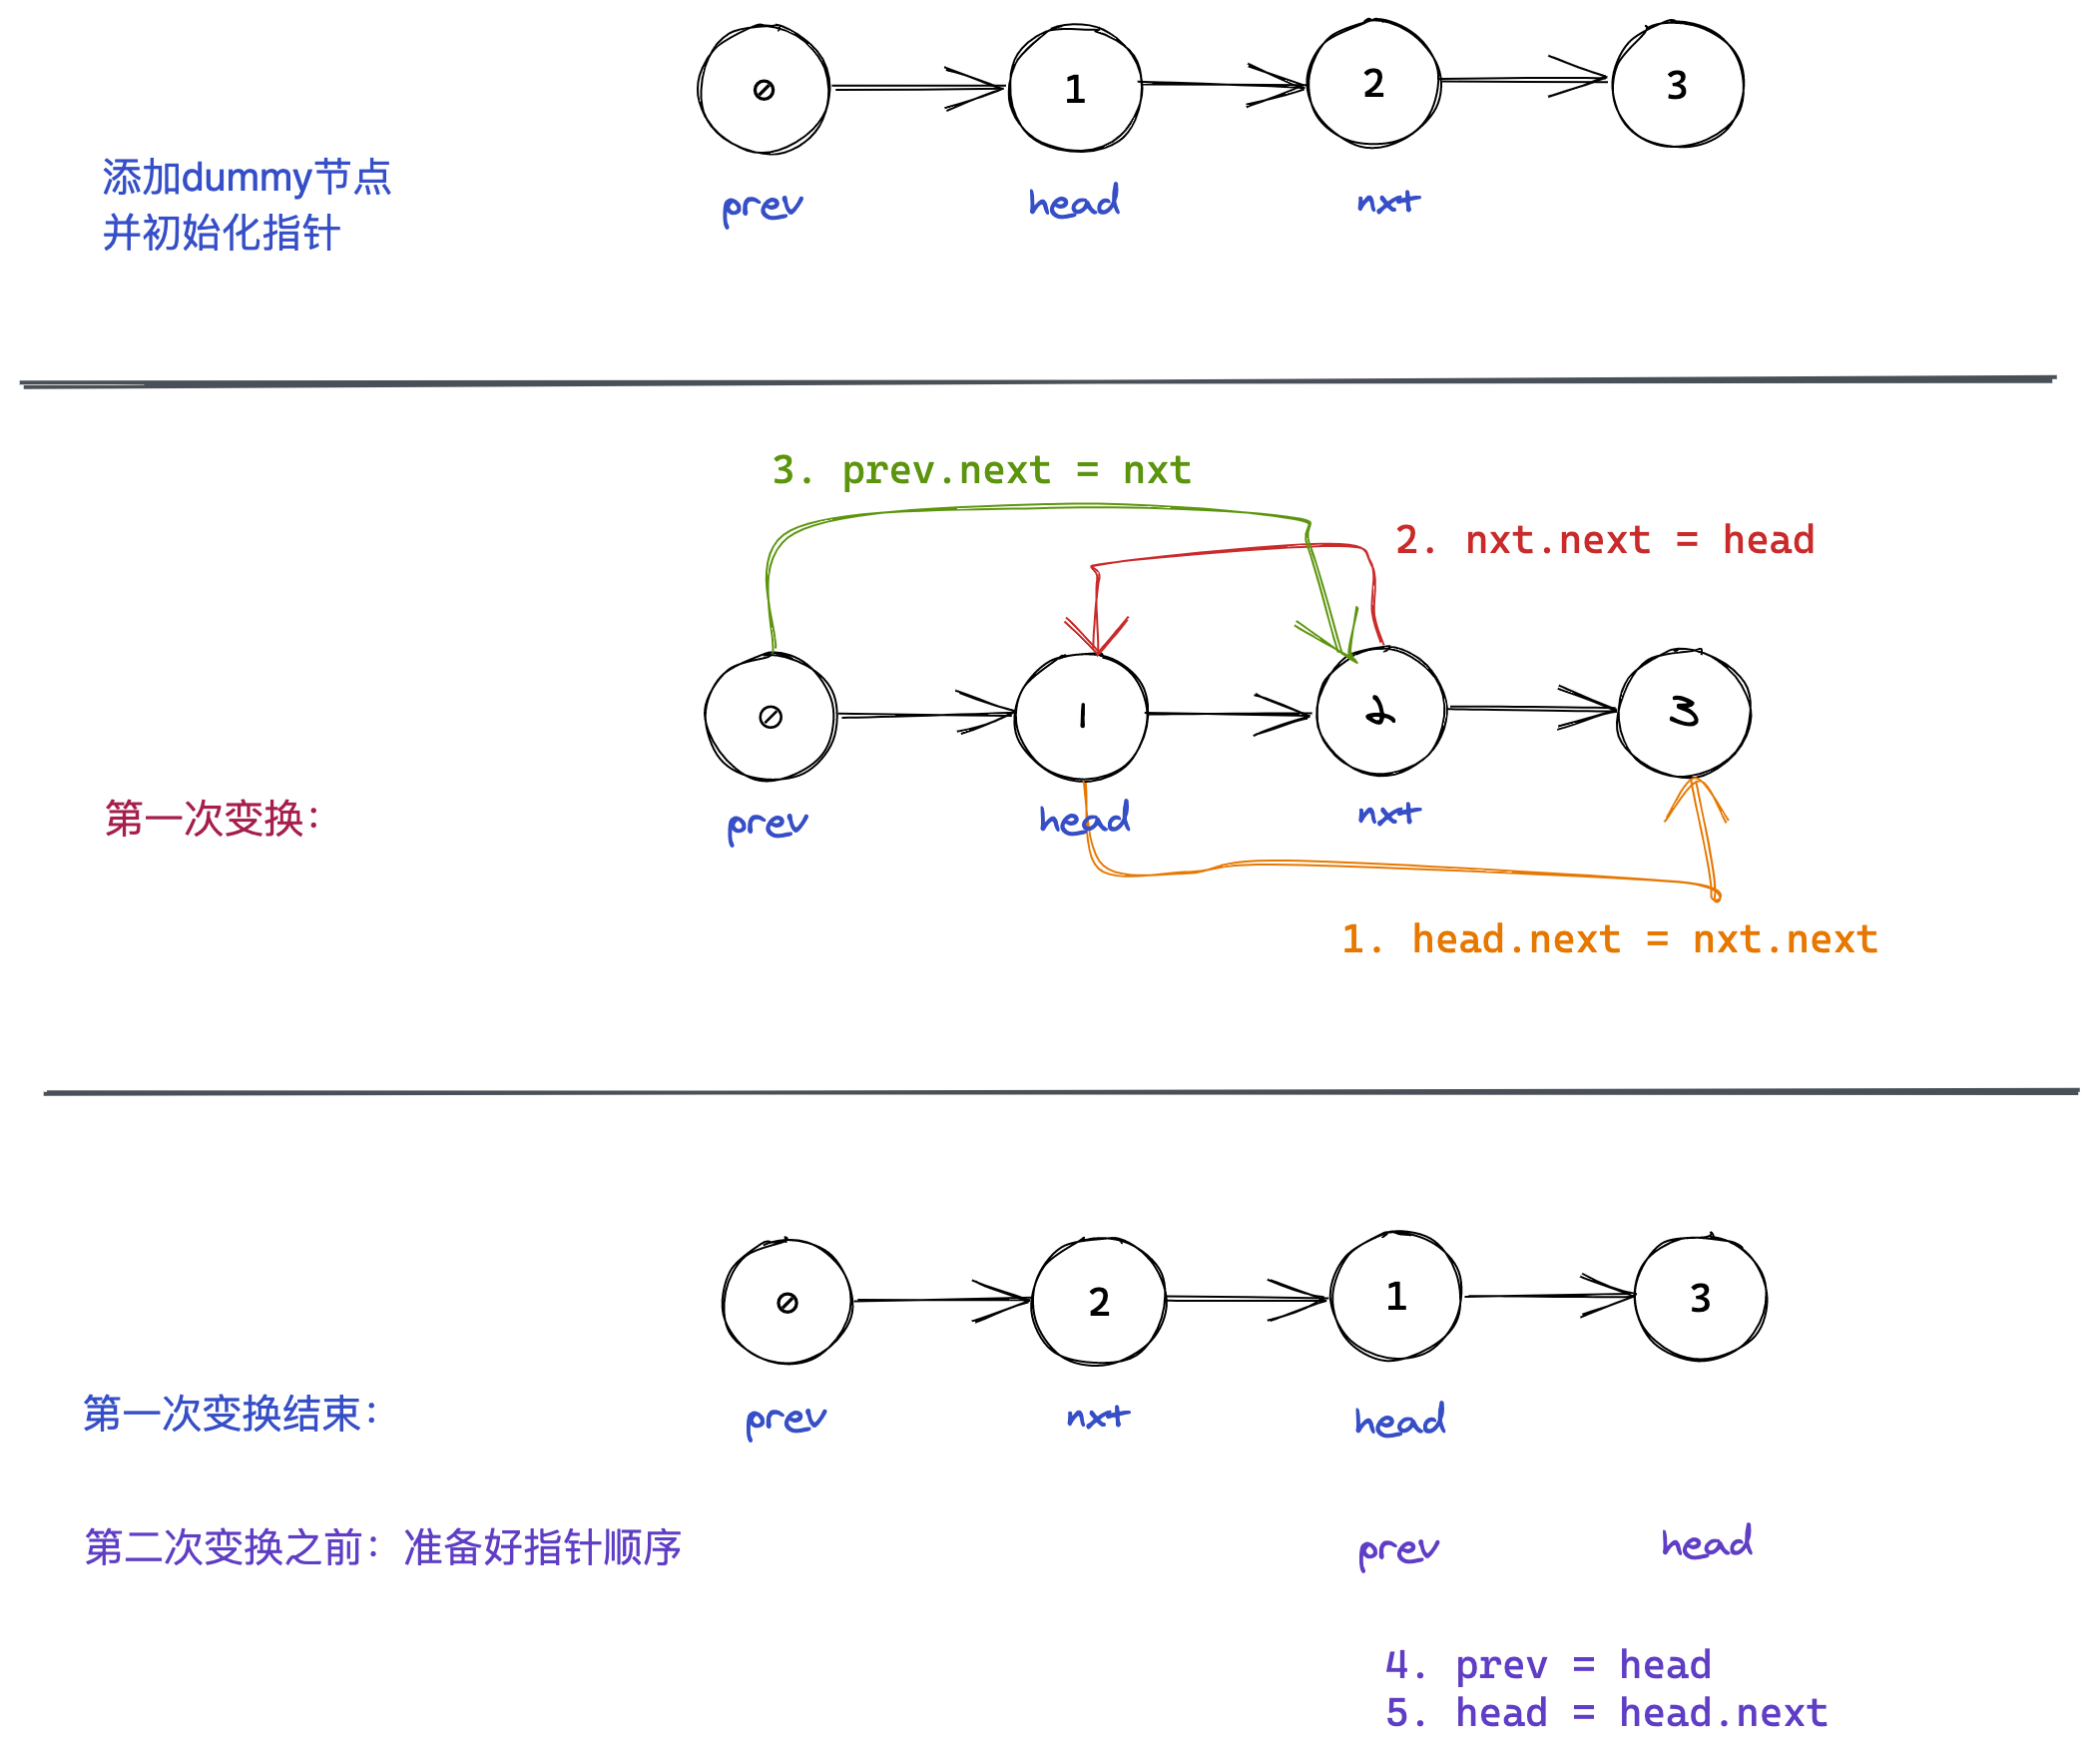 ⊘ 1 2 3
添加dummy节点
并初始化指针
prev head nxt
3. prev.next = nxt
2. nxt.next = head
⊘ 1 2 3
第一次变换：
prev head nxt
1. head.next = nxt.next
⊘ 2 1 3
第一次变换结束：
prev nxt head
第二次变换之前：准备好指针顺序
prev head
4. prev = head
5. head = head.next